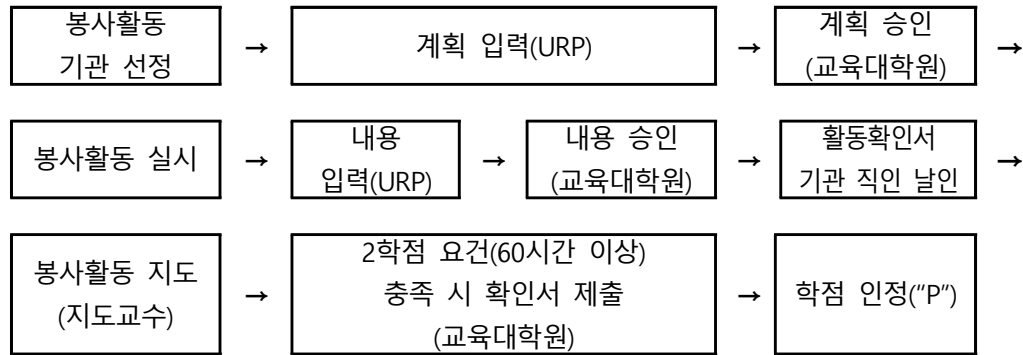 봉사활동
기관 선정
→
계획 입력(URP)
→
계획 승인
(교육대학원)
→
봉사활동 실시
→
내용
입력(URP)
→
내용 승인
(교육대학원)
→
활동확인서
기관 직인 날인
→
봉사활동 지도
(지도교수)
→
2학점 요건(60시간 이상)
충족 시 확인서 제출
(교육대학원)
→
학점 인정(“P”)